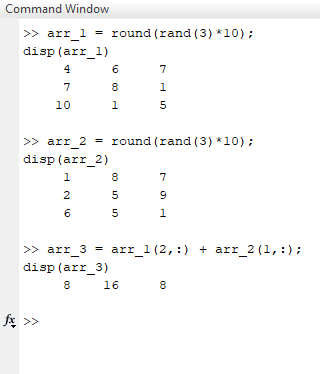 Command Window
>> arr_1 = round(rand(3)*10);
disp(arr_1)
4 6 7
7 8 1
10 1 5
>> arr_2 = round(rand(3)*10);
disp(arr_2)
1 8 7
2 5 9
6 5 1
>> arr_3 = arr_1(2,:) + arr_2(1,:);
disp(arr_3)
8 16 8
fx >>